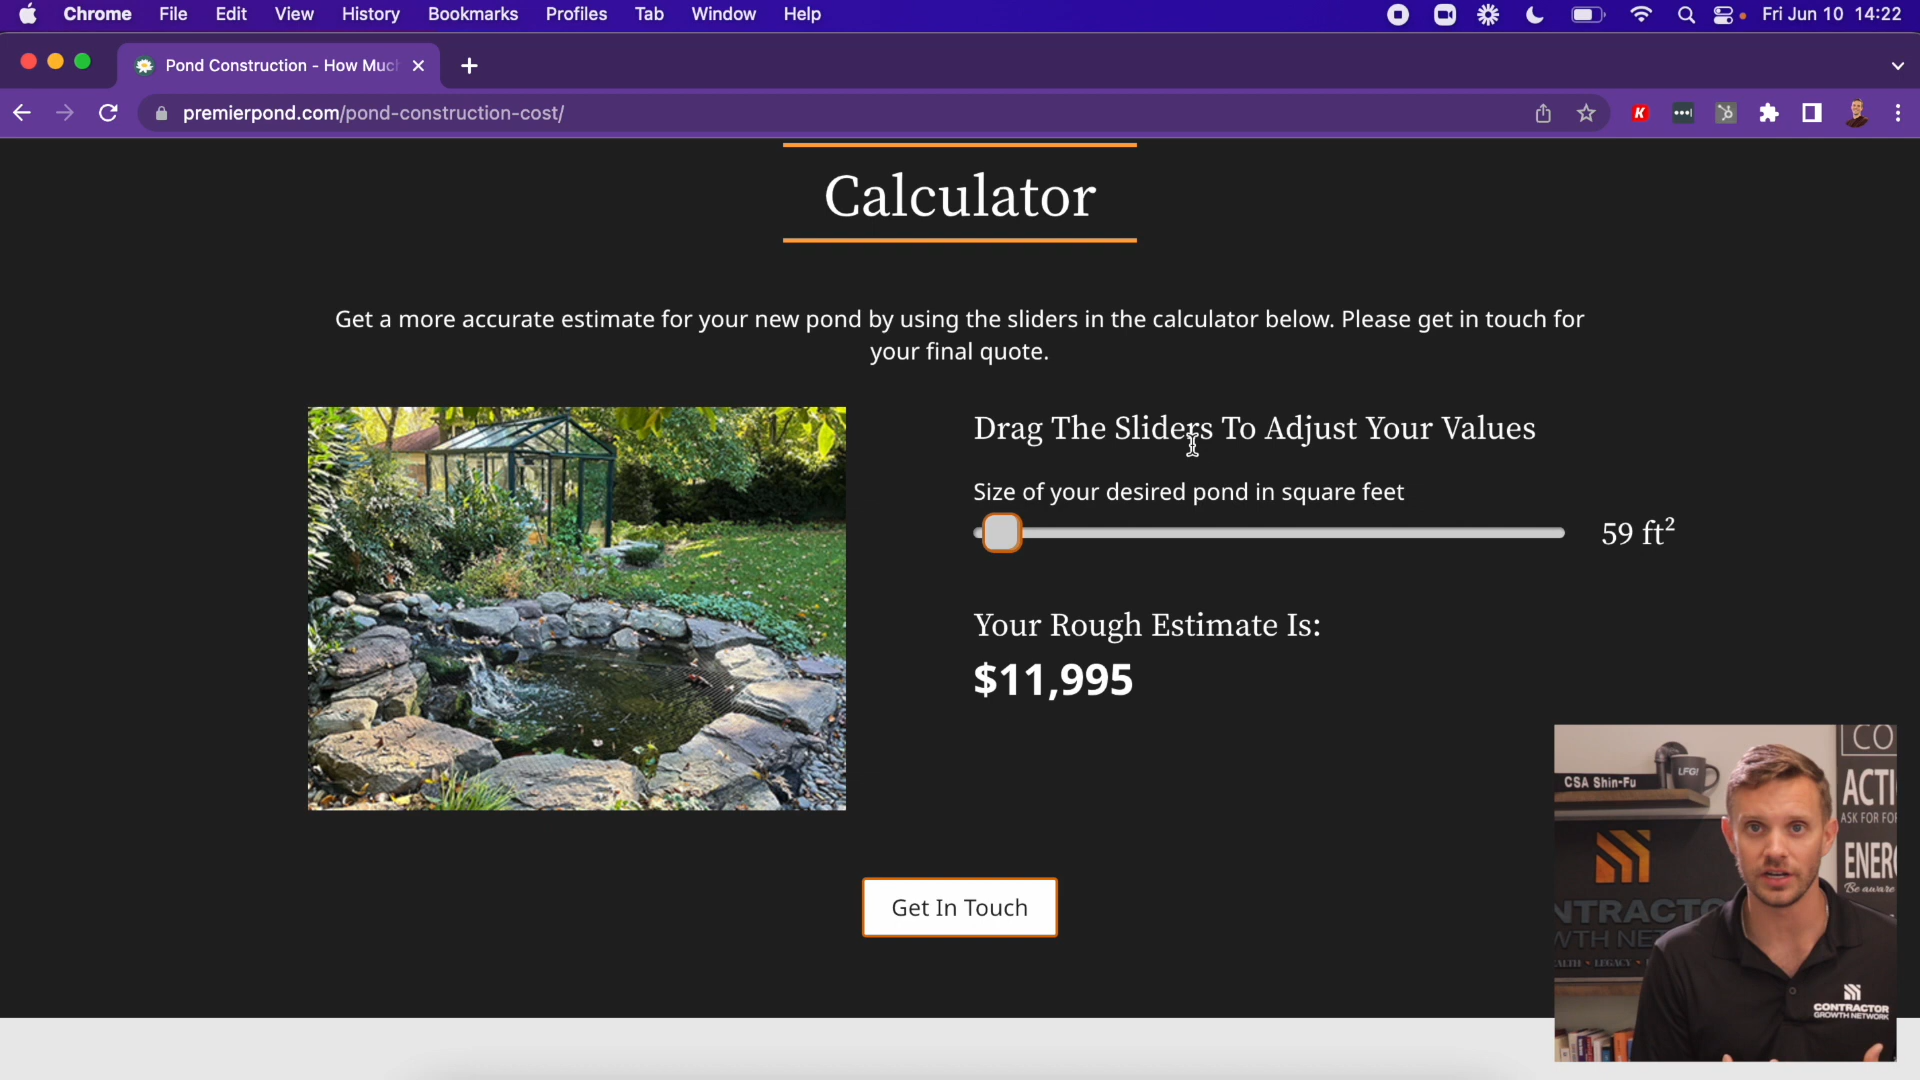 Chrome File Edit View History Bookmarks Profiles Tab Window Help Fri Jun 10 14:22
Pond Construction - How Much
premierpond.com/pond-construction-cost/
Calculator
Get a more accurate estimate for your new pond by using the sliders in the calculator below. Please get in touch for
your final quote.
Drag The Sliders To Adjust Your Values
Size of your desired pond in square feet
59 ft²
Your Rough Estimate Is:
$11,995
Get In Touch
CO
LFG!
CSA Shin-Fu
ACTI
ASK FOR FO
ENER
Be aware
NTRACTO
WTH NE
LEGACY
CONTRACTOR
GROWTH NETWORK